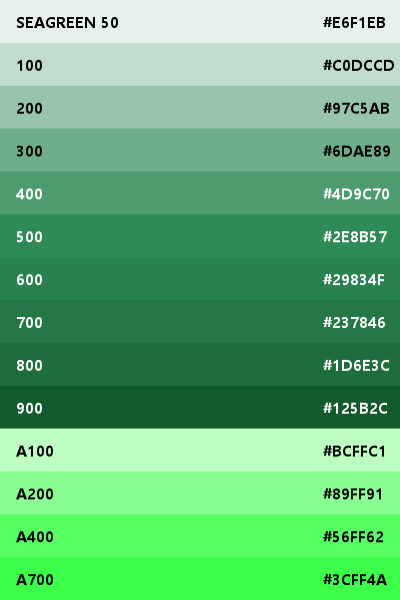 SEAGREEN 50 #E6F1EB
100 #C0DCCD
200 #97C5AB
300 #6DAE89
400 #4D9C70
500 #2E8B57
600 #29834F
700 #237846
800 #1D6E3C
900 #125B2C
A100 #BCFFC1
A200 #89FF91
A400 #56FF62
A700 #3CFF4A